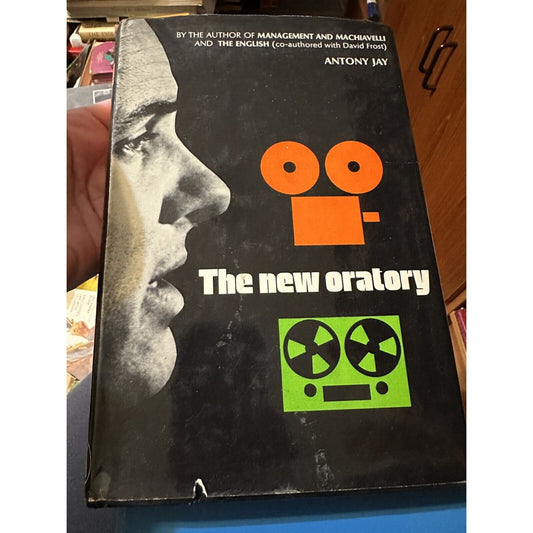 BY THE AUTHOR OF MANAGEMENT AND MACHIAVELLI
AND THE ENGLISH (co-authored with David Frost)
ANTONY JAY
The new oratory